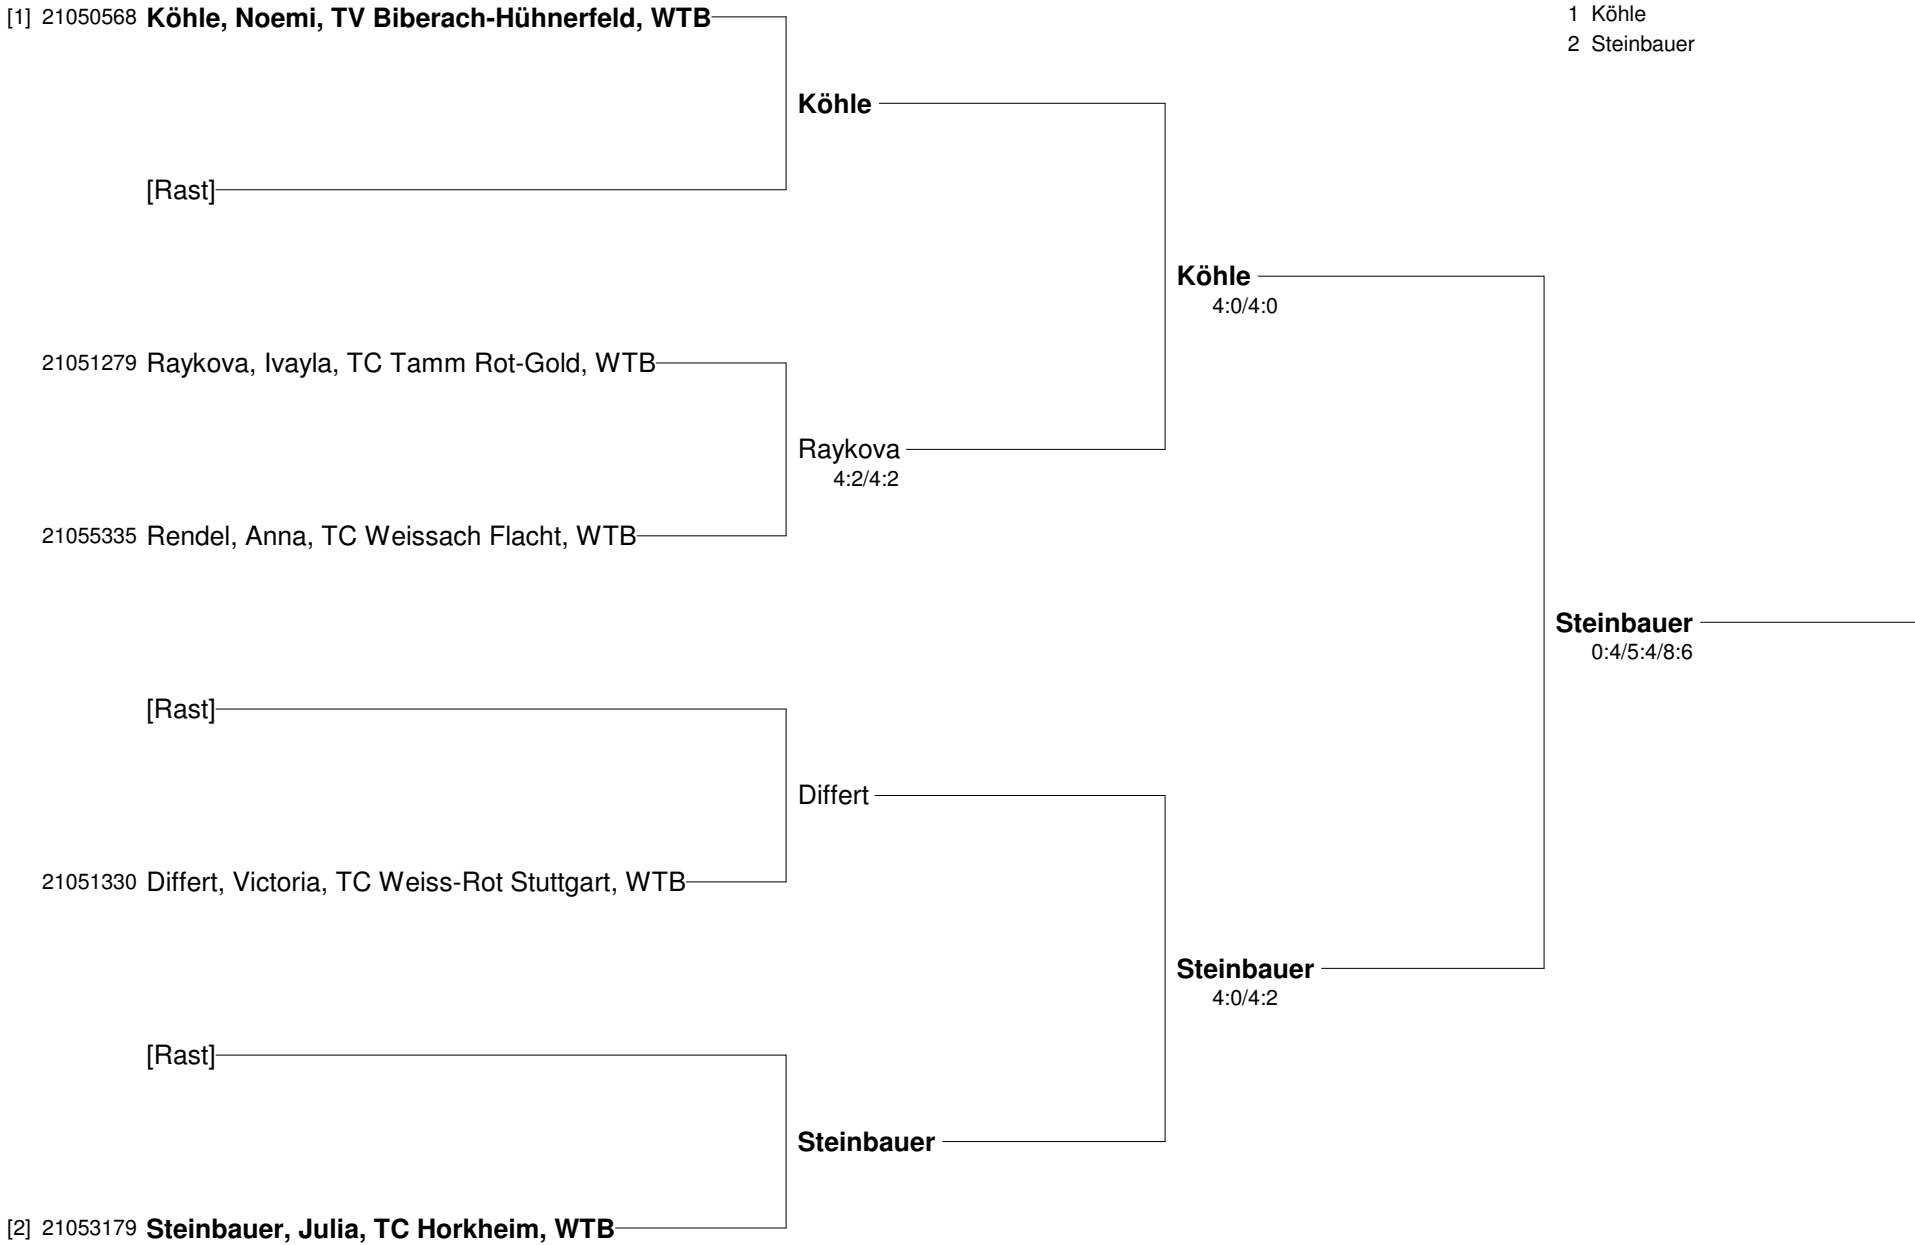 [1] 21050568 Köhle, Noemi, TV Biberach-Hühnerfeld, WTB
1 Köhle
2 Steinbauer
Köhle
[Rast]
Köhle
4:0/4:0
21051279 Raykova, Ivayla, TC Tamm Rot-Gold, WTB
Raykova
4:2/4:2
21055335 Rendel, Anna, TC Weissach Flacht, WTB
Steinbauer
0:4/5:4/8:6
[Rast]
Differt
21051330 Differt, Victoria, TC Weiss-Rot Stuttgart, WTB
Steinbauer
4:0/4:2
[Rast]
Steinbauer
[2] 21053179 Steinbauer, Julia, TC Horkheim, WTB